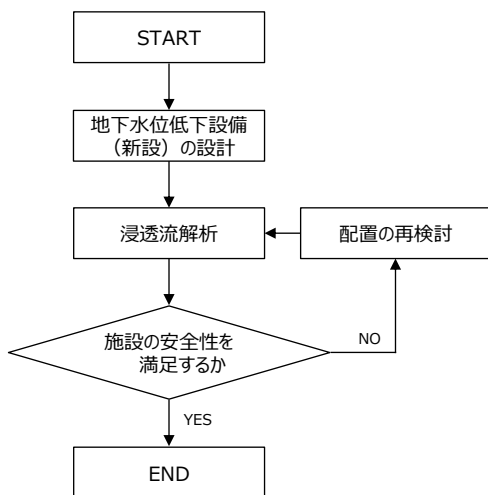 START
地下水位低下設備
（新設）の設計
浸透流解析
配置の再検討
施設の安全性を
満足するか
NO
YES
END